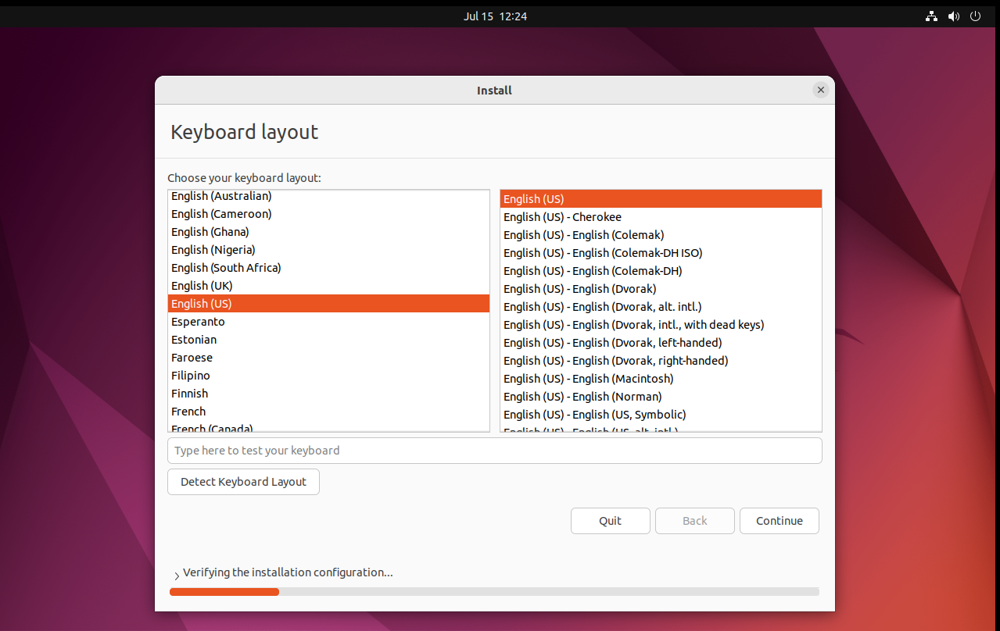 Jul 15 12:24
Install
Keyboard layout
Choose your keyboard layout:
English (Australian)
English (Cameroon)
English (Ghana)
English (Nigeria)
English (South Africa)
English (UK)
English (US)
Esperanto
Estonian
Faroese
Filipino
Finnish
French
French (Canada)
English (US)
English (US) - Cherokee
English (US) - English (Colemak)
English (US) - English (Colemak-DH ISO)
English (US) - English (Colemak-DH)
English (US) - English (Dvorak)
English (US) - English (Dvorak, alt. intl.)
English (US) - English (Dvorak, intl., with dead keys)
English (US) - English (Dvorak, left-handed)
English (US) - English (Dvorak, right-handed)
English (US) - English (Macintosh)
English (US) - English (Norman)
English (US) - English (US, Symbolic)
English (US) - English (US, alt. intl.)
Type here to test your keyboard
Detect Keyboard Layout
Quit
Back
Continue
Verifying the installation configuration...